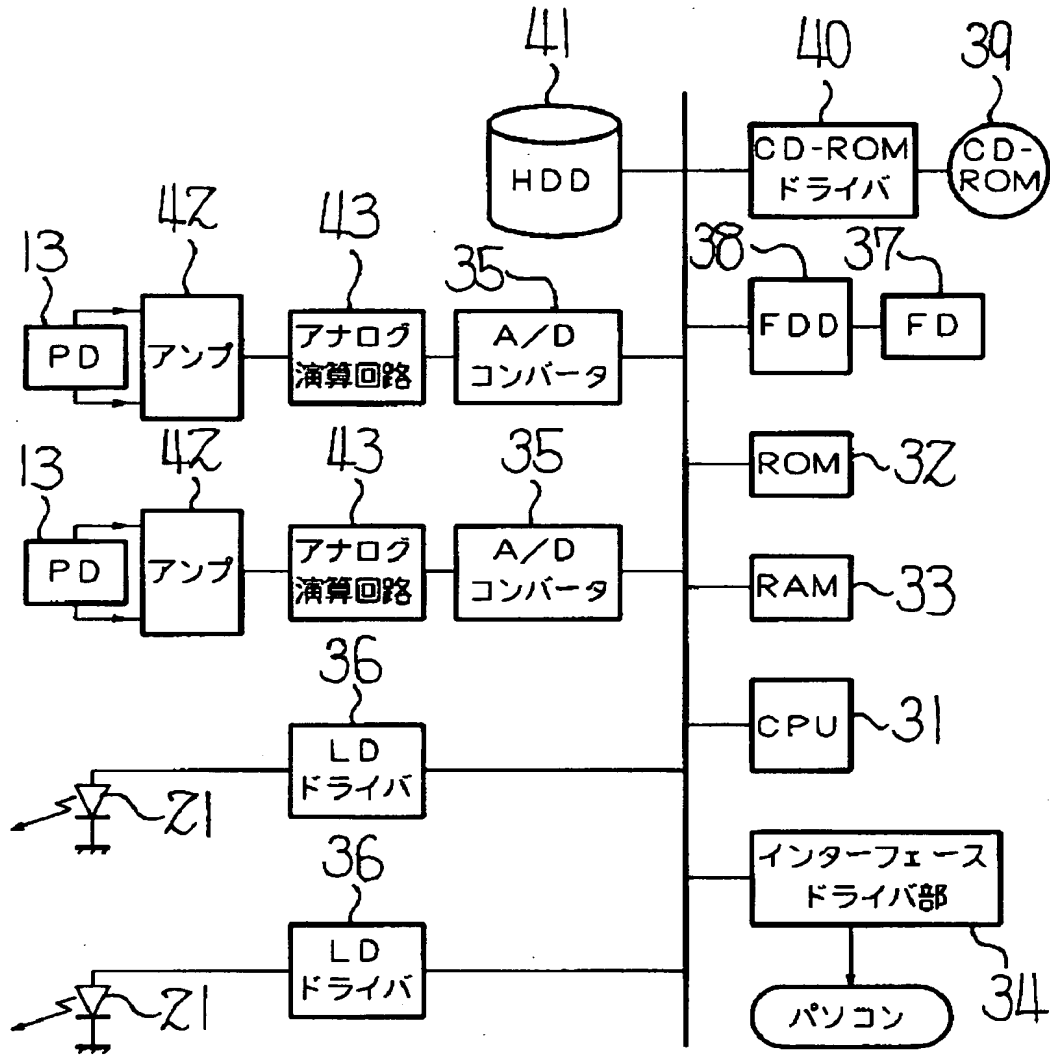 41
40
39
HDD
CD-ROM
ドライバ
CD-
ROM
13
42
43
35
38
37
PD
アンプ
アナログ
演算回路
A/D
コンバータ
FDD
FD
13
42
43
35
ROM
32
PD
アンプ
アナログ
演算回路
A/D
コンバータ
RAM
33
36
LD
ドライバ
21
CPU
31
36
LD
ドライバ
21
インターフェース
ドライバ部
34
パソコン